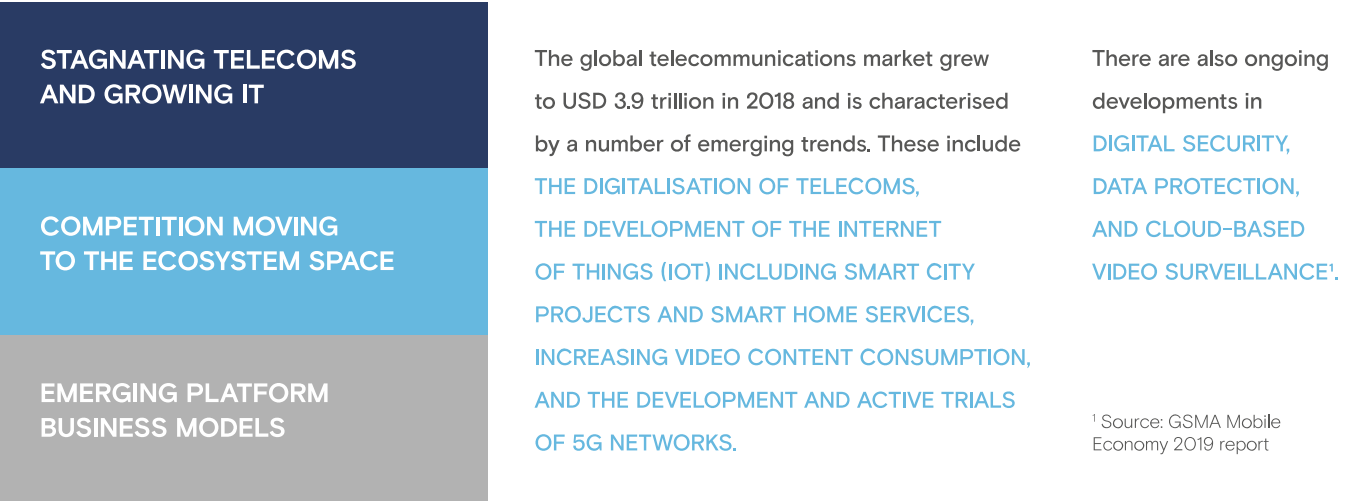 STAGNATING TELECOMS
AND GROWING IT
COMPETITION MOVING
TO THE ECOSYSTEM SPACE
EMERGING PLATFORM
BUSINESS MODELS
The global telecommunications market grew
to USD 3.9 trillion in 2018 and is characterised
by a number of emerging trends. These include
THE DIGITALISATION OF TELECOMS,
THE DEVELOPMENT OF THE INTERNET
OF THINGS (IOT) INCLUDING SMART CITY
PROJECTS AND SMART HOME SERVICES,
INCREASING VIDEO CONTENT CONSUMPTION,
AND THE DEVELOPMENT AND ACTIVE TRIALS
OF 5G NETWORKS.
There are also ongoing
developments in
DIGITAL SECURITY,
DATA PROTECTION,
AND CLOUD-BASED
VIDEO SURVEILLANCE¹.
¹ Source: GSMA Mobile
Economy 2019 report